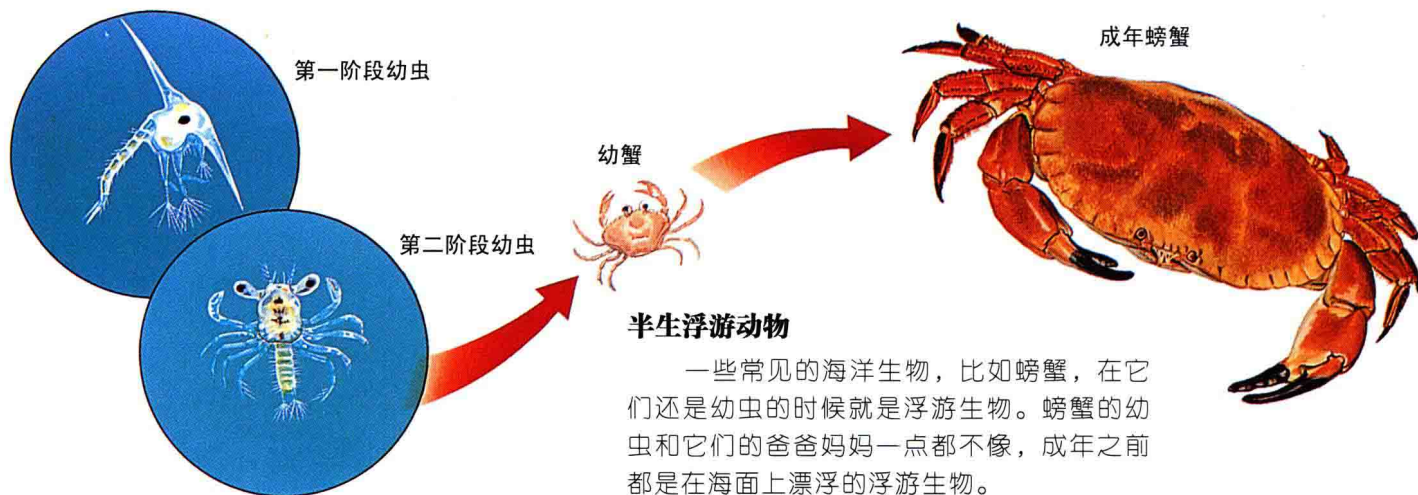 第一阶段幼虫
第二阶段幼虫
幼蟹
成年螃蟹
半生浮游动物
一些常见的海洋生物，比如螃蟹，在它
们还是幼虫的时候就是浮游生物。螃蟹的幼
虫和它们的爸爸妈妈一点都不像，成年之前
都是在海面上漂浮的浮游生物。